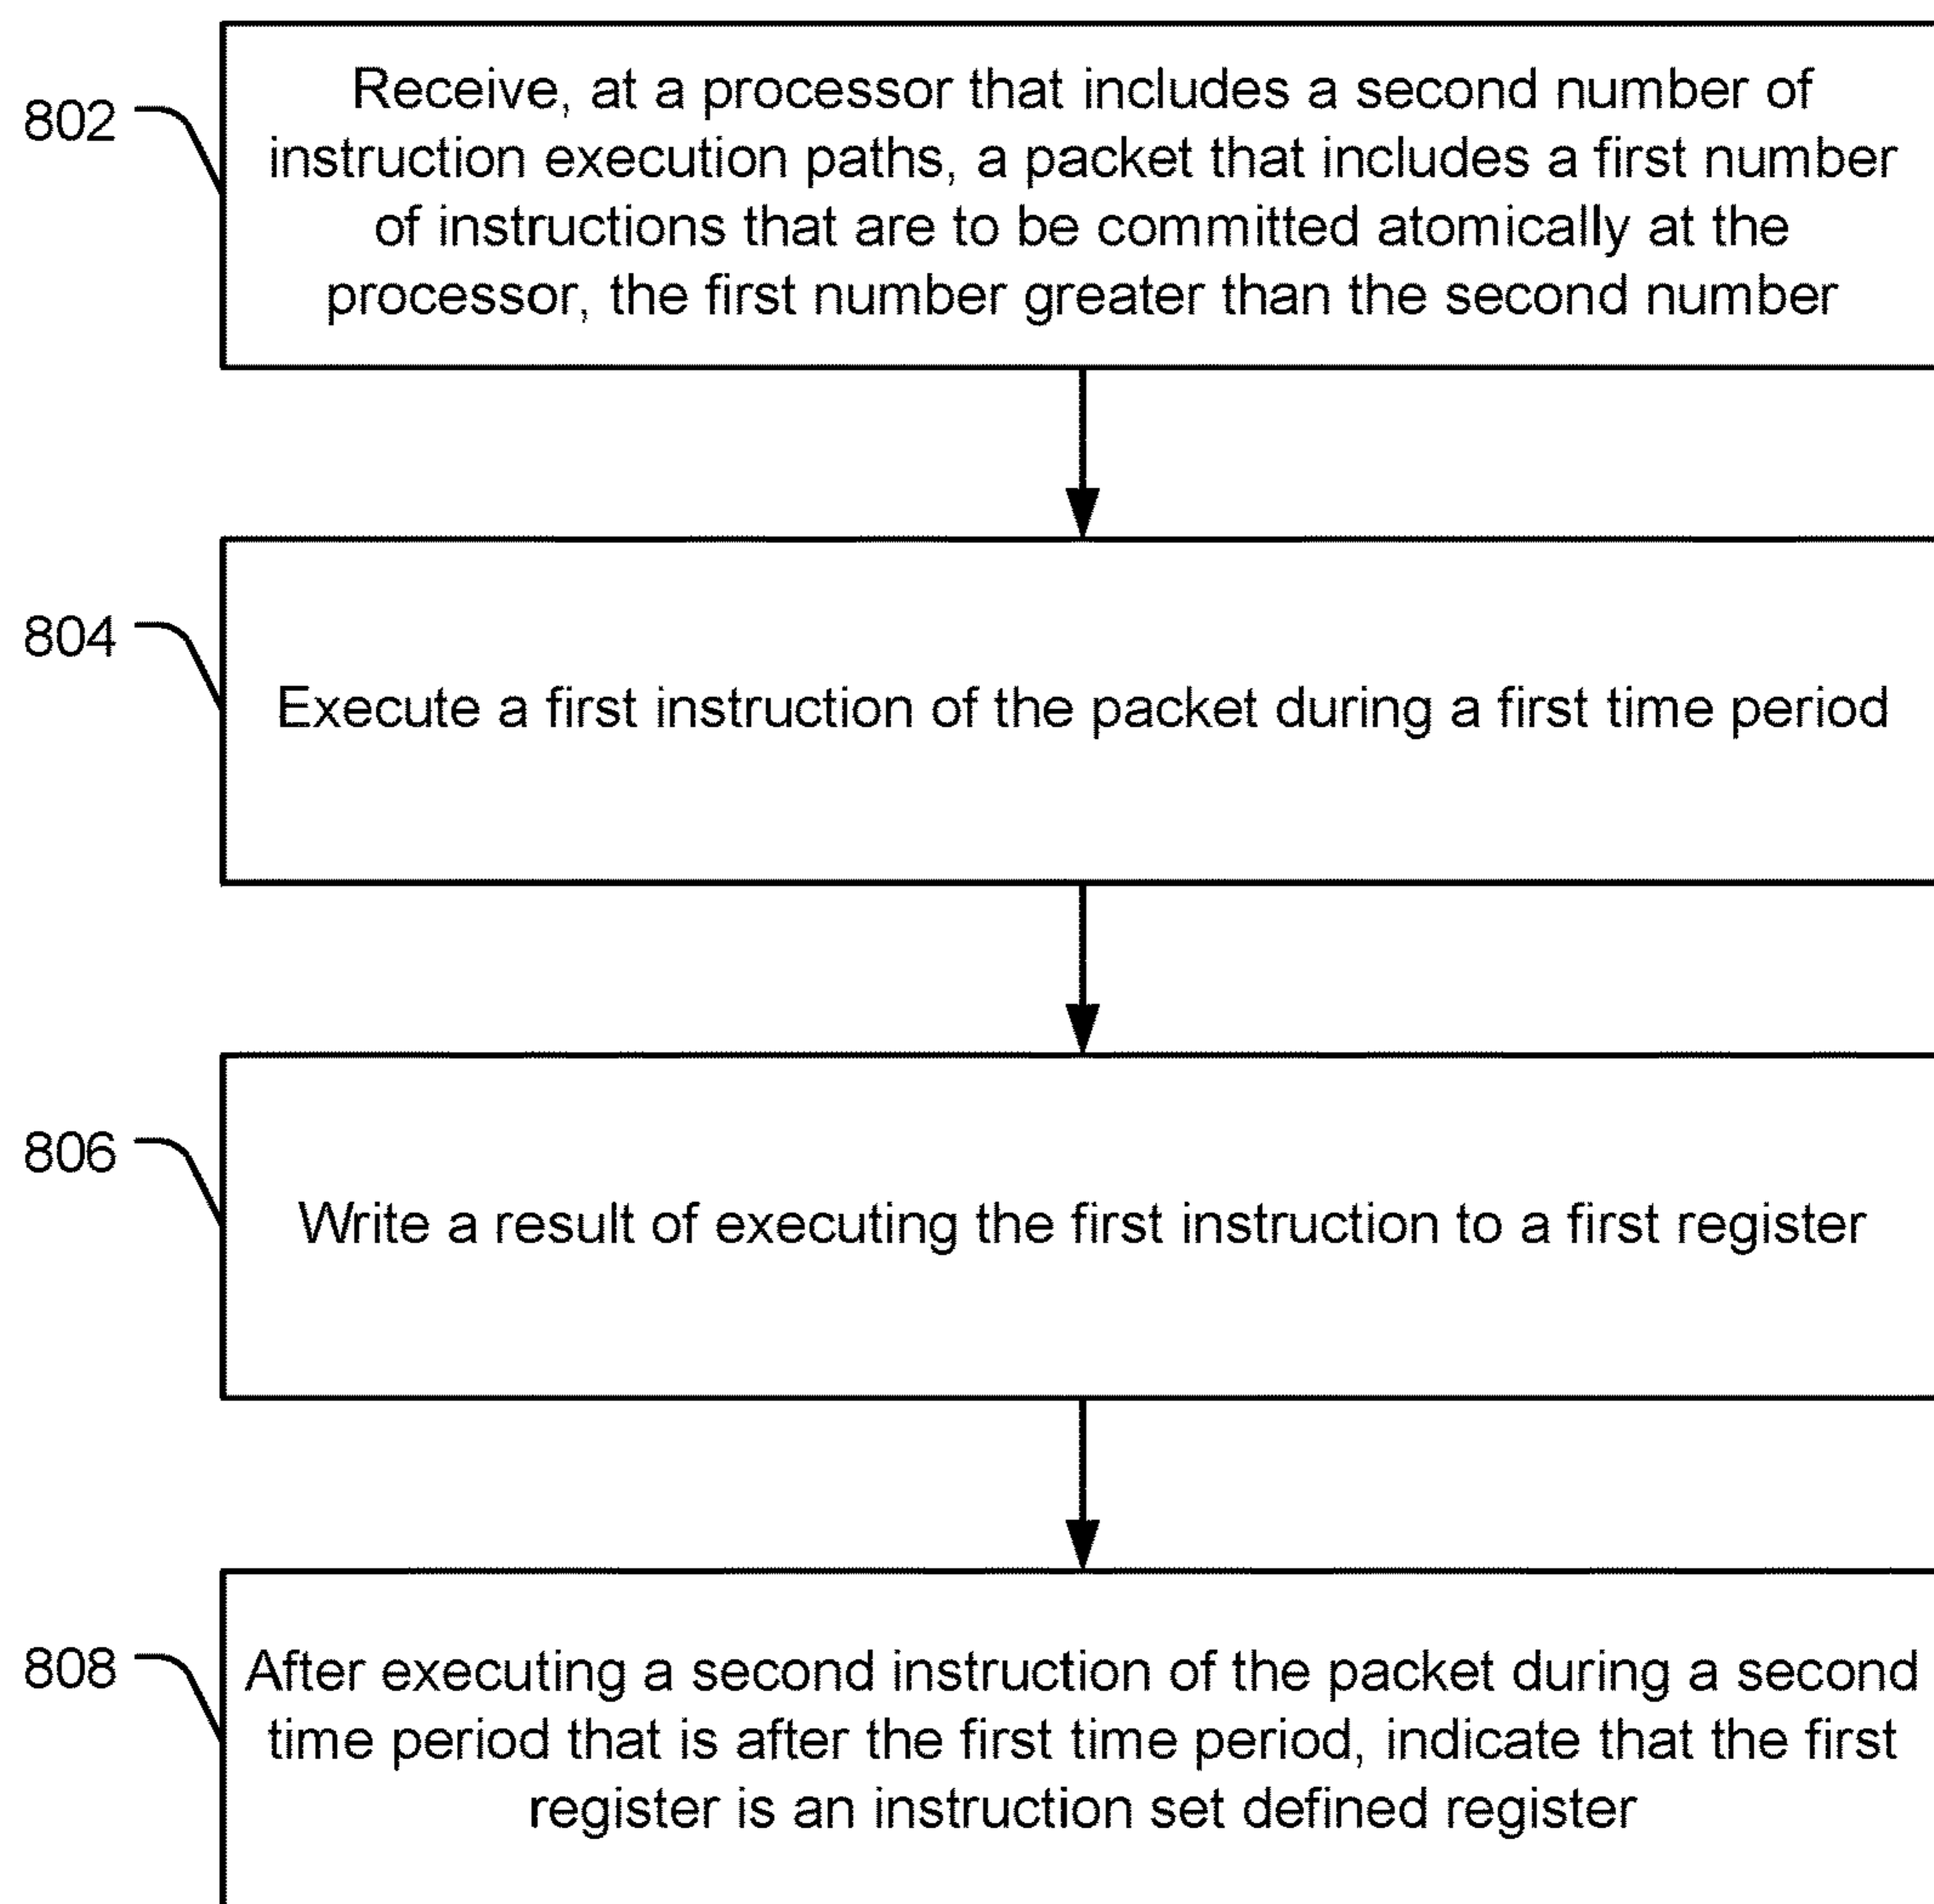 802
Receive, at a processor that includes a second number of
instruction execution paths, a packet that includes a first number
of instructions that are to be committed atomically at the
processor, the first number greater than the second number
804
Execute a first instruction of the packet during a first time period
806
Write a result of executing the first instruction to a first register
808
After executing a second instruction of the packet during a second
time period that is after the first time period, indicate that the first
register is an instruction set defined register